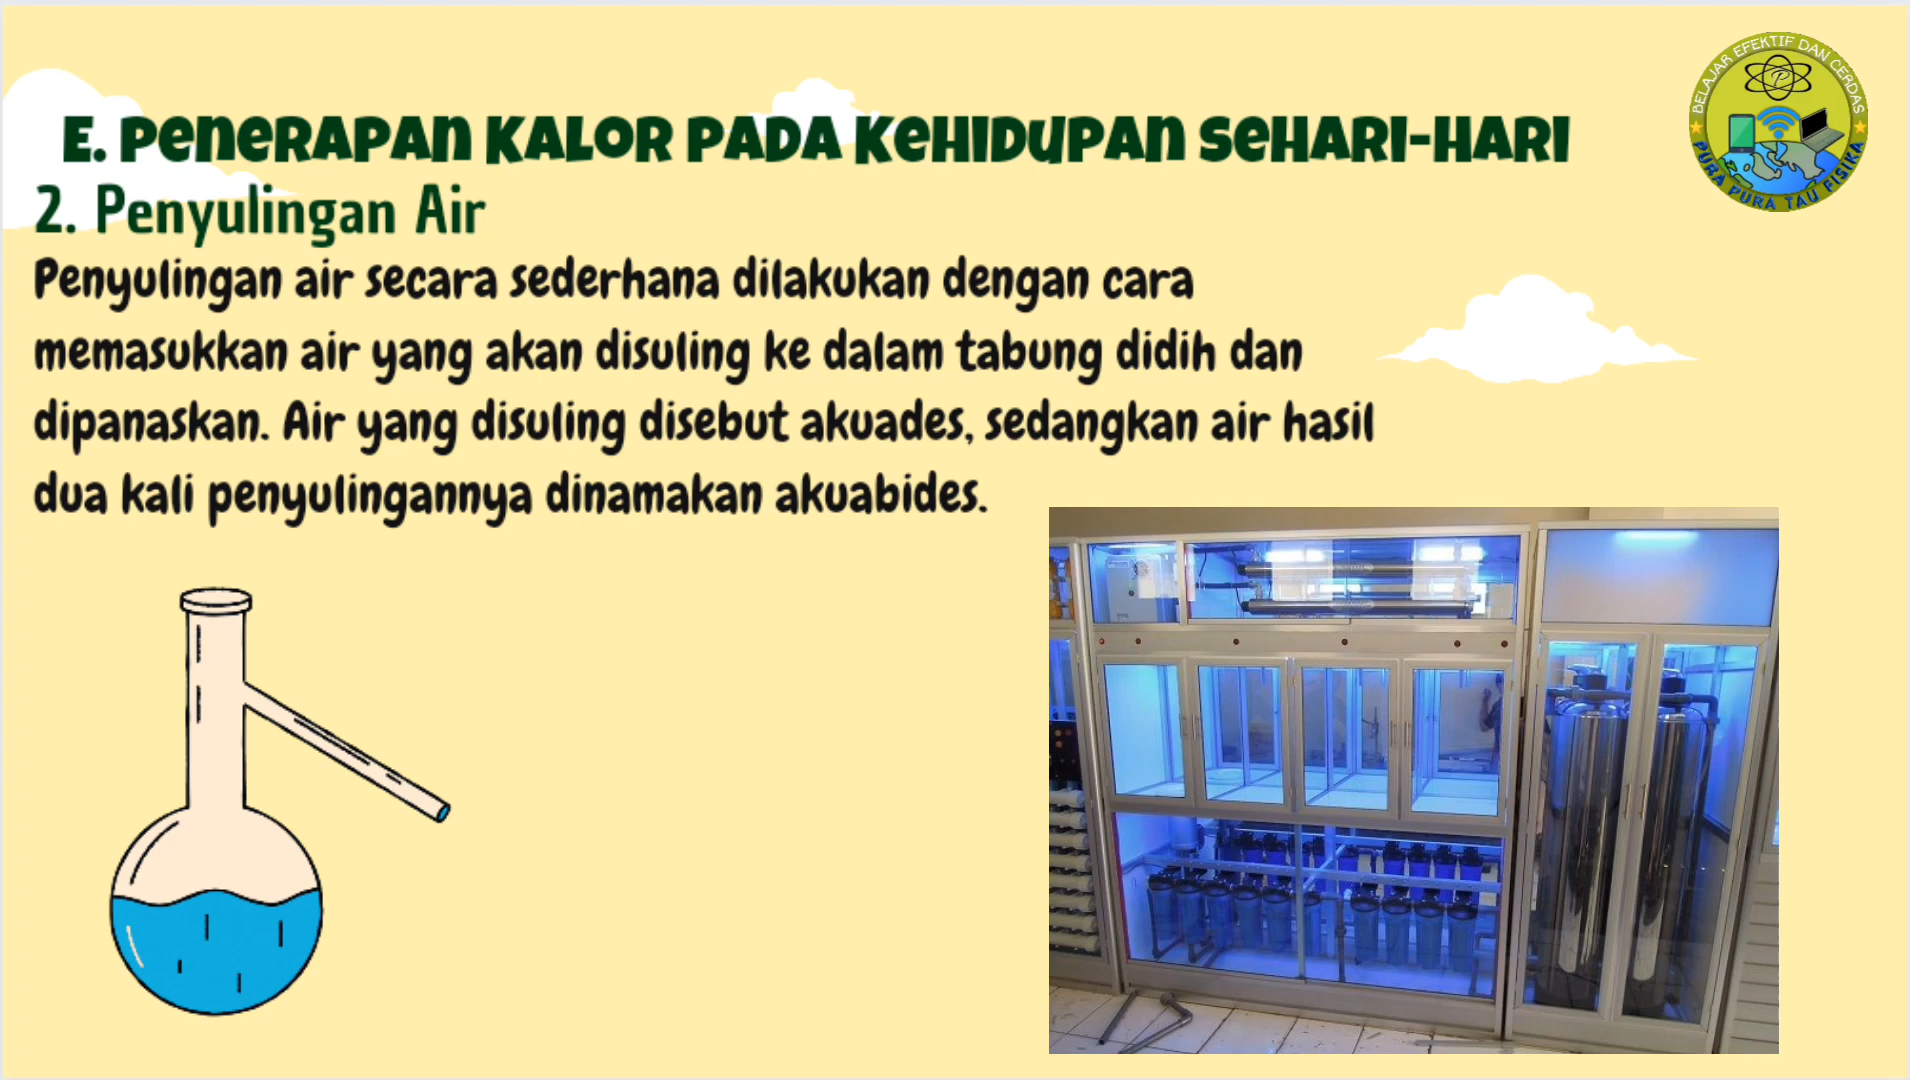 E. PENERAPAN KALOR PADA KEHIDUPAN SEHARI-HARI
2. Penyulingan Air
Penyulingan air secara sederhana dilakukan dengan cara
memasukkan air yang akan disuling ke dalam tabung didih dan
dipanaskan. Air yang disuling disebut akuades, sedangkan air hasil
dua kali penyulingannya dinamakan akuabides.
BELAJAR EFEKTIF DAN CERDAS
P
PURA PURA TAU FISIKA